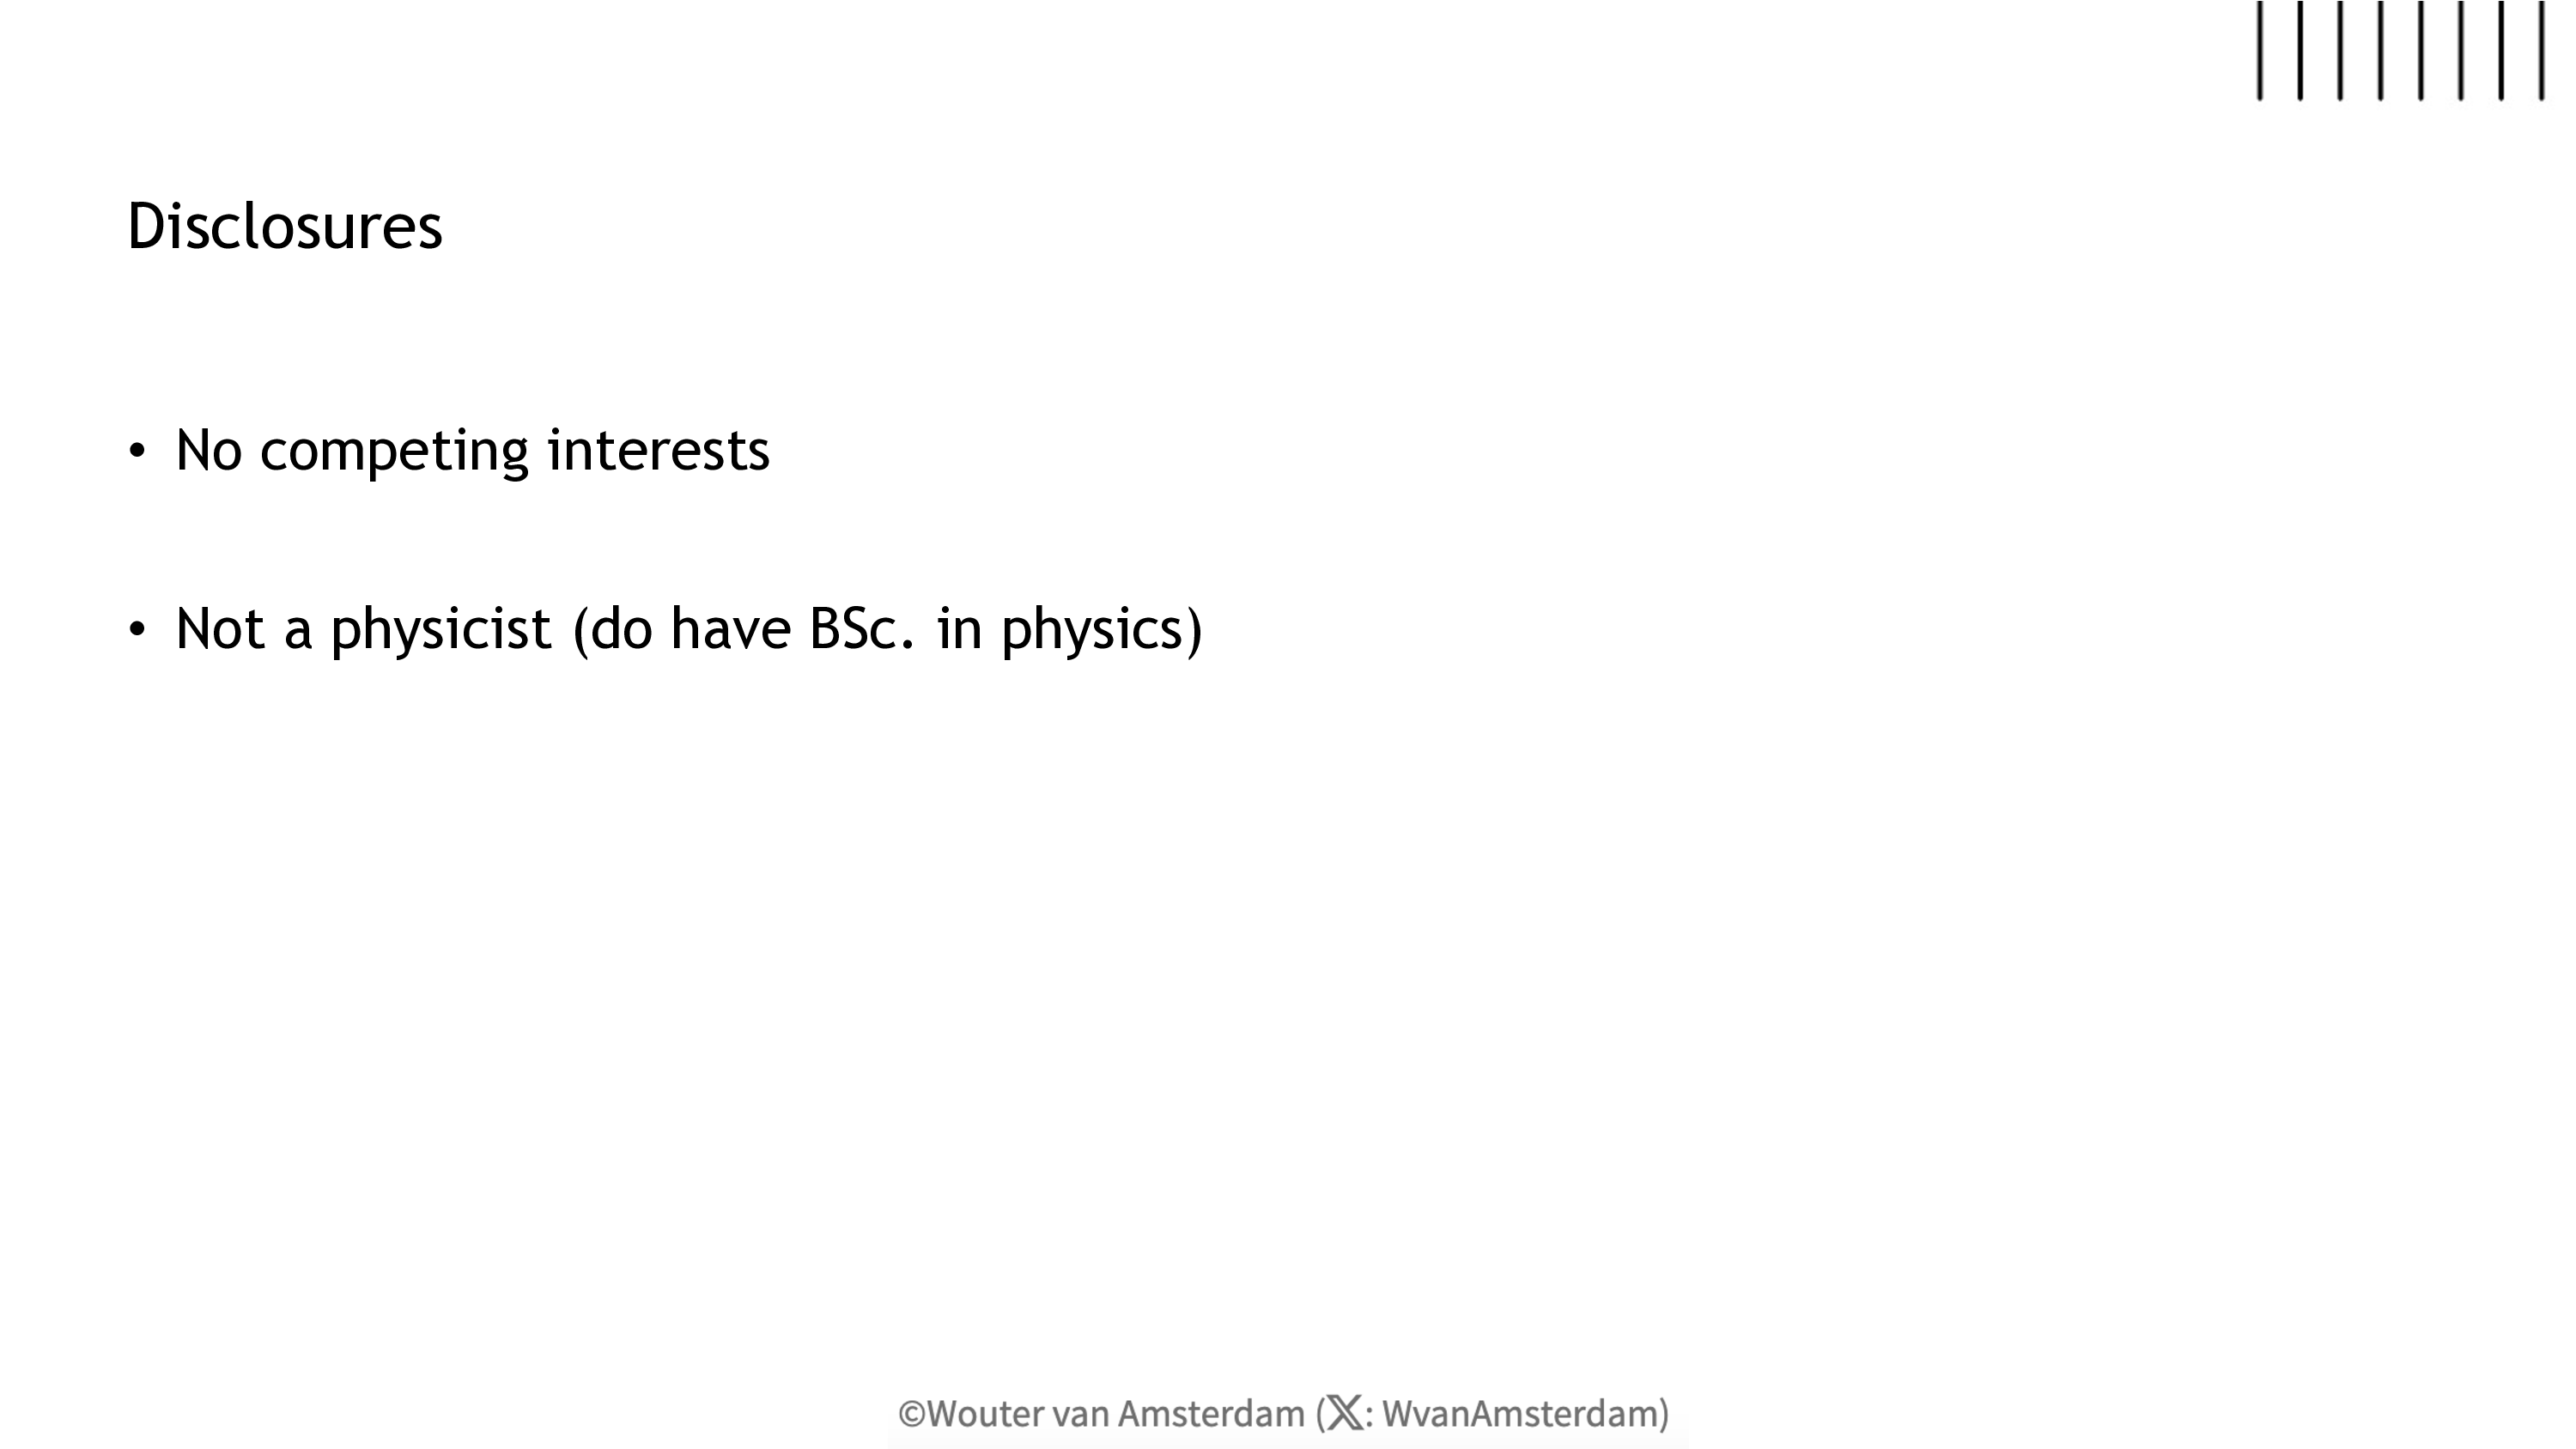 Disclosures
• No competing interests
• Not a physicist (do have BSc. in physics)
©Wouter van Amsterdam (𝕏: WvanAmsterdam)